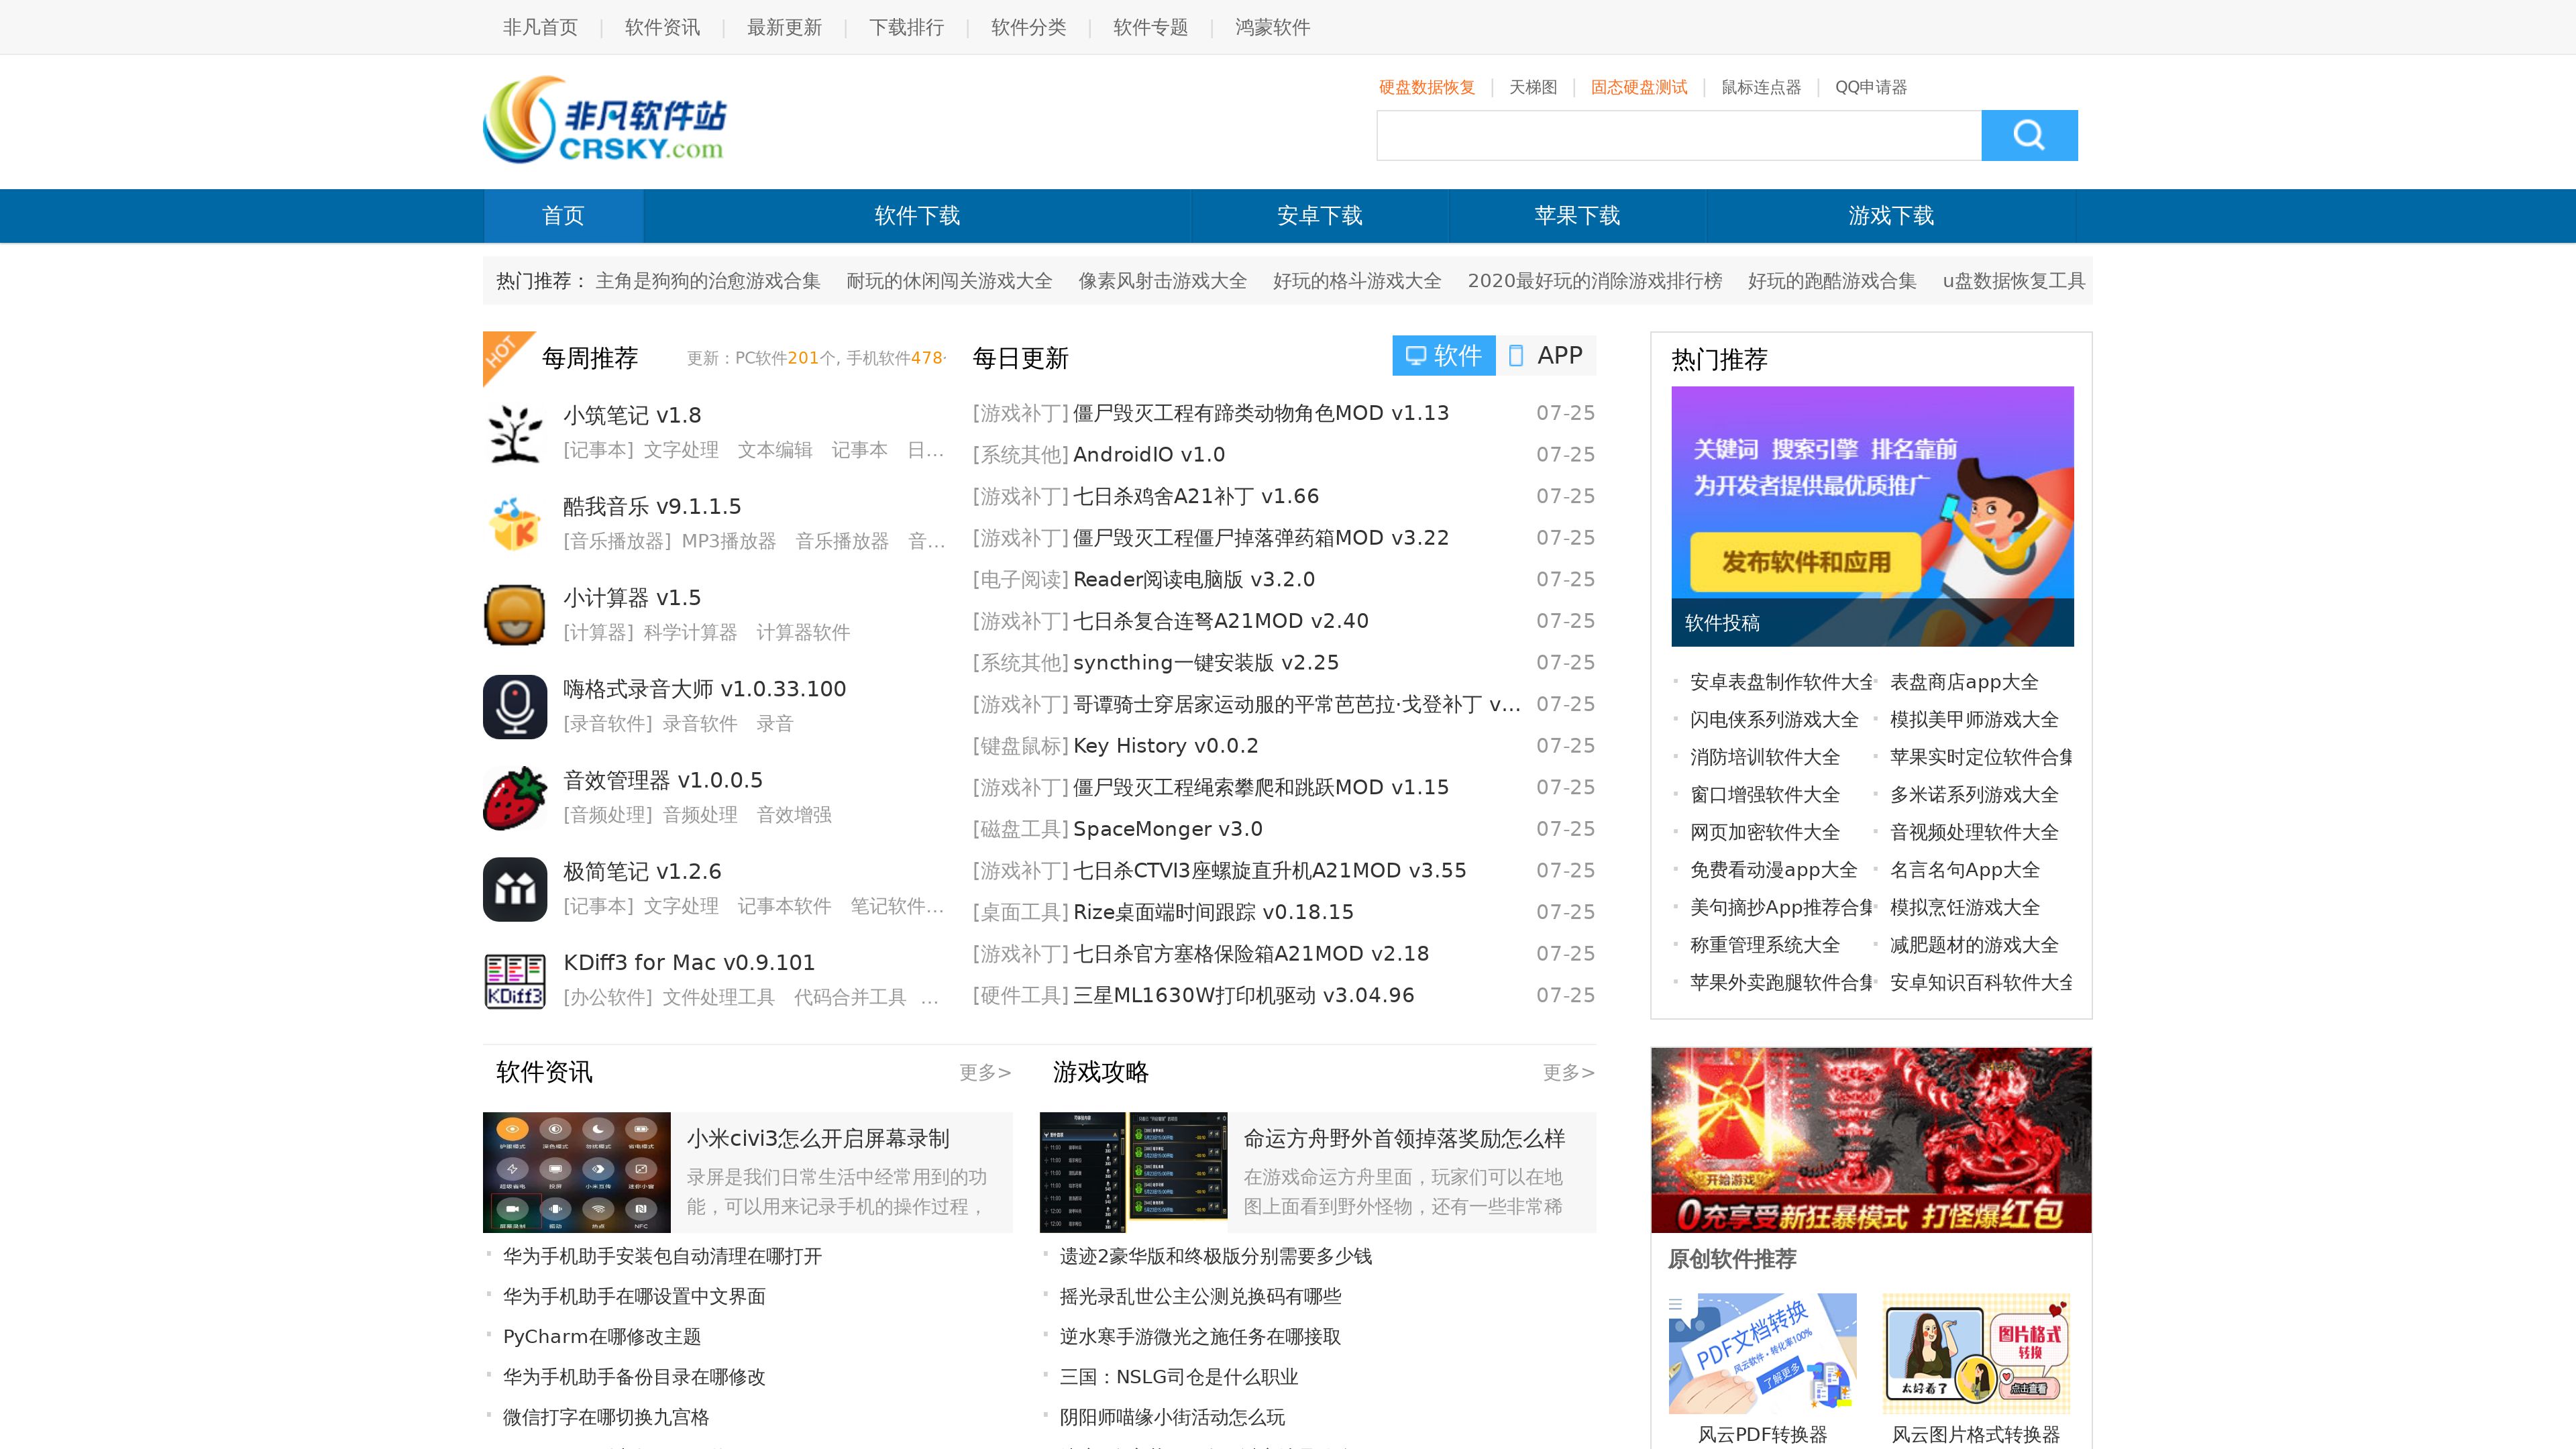 非凡首页 | 软件资讯 | 最新更新 | 下载排行 | 软件分类 | 软件专题 | 鸿蒙软件
非凡软件站
CRSKY.com
硬盘数据恢复 | 天梯图 | 固态硬盘测试 | 鼠标连点器 | QQ申请器
首页 软件下载 安卓下载 苹果下载 游戏下载
热门推荐： 主角是狗狗的治愈游戏合集 耐玩的休闲闯关游戏大全 像素风射击游戏大全 好玩的格斗游戏大全 2020最好玩的消除游戏排行榜 好玩的跑酷游戏合集 u盘数据恢复工具
HOT
每周推荐 更新：PC软件201个, 手机软件478·
小筑笔记 v1.8
[记事本] 文字处理 文本编辑 记事本 日...
酷我音乐 v9.1.1.5
[音乐播放器] MP3播放器 音乐播放器 音...
小计算器 v1.5
[计算器] 科学计算器 计算器软件
嗨格式录音大师 v1.0.33.100
[录音软件] 录音软件 录音
音效管理器 v1.0.0.5
[音频处理] 音频处理 音效增强
极简笔记 v1.2.6
[记事本] 文字处理 记事本软件 笔记软件...
KDiff3
KDiff3 for Mac v0.9.101
[办公软件] 文件处理工具 代码合并工具 ...
每日更新 软件 APP
[游戏补丁] 僵尸毁灭工程有蹄类动物角色MOD v1.13 07-25
[系统其他] AndroidIO v1.0 07-25
[游戏补丁] 七日杀鸡舍A21补丁 v1.66 07-25
[游戏补丁] 僵尸毁灭工程僵尸掉落弹药箱MOD v3.22 07-25
[电子阅读] Reader阅读电脑版 v3.2.0 07-25
[游戏补丁] 七日杀复合连弩A21MOD v2.40 07-25
[系统其他] syncthing一键安装版 v2.25 07-25
[游戏补丁] 哥谭骑士穿居家运动服的平常芭芭拉·戈登补丁 v... 07-25
[键盘鼠标] Key History v0.0.2 07-25
[游戏补丁] 僵尸毁灭工程绳索攀爬和跳跃MOD v1.15 07-25
[磁盘工具] SpaceMonger v3.0 07-25
[游戏补丁] 七日杀CTVI3座螺旋直升机A21MOD v3.55 07-25
[桌面工具] Rize桌面端时间跟踪 v0.18.15 07-25
[游戏补丁] 七日杀官方塞格保险箱A21MOD v2.18 07-25
[硬件工具] 三星ML1630W打印机驱动 v3.04.96 07-25
热门推荐
关键词 搜索引擎 排名靠前
为开发者提供最优质推广
发布软件和应用
软件投稿
安卓表盘制作软件大全 表盘商店app大全
闪电侠系列游戏大全 模拟美甲师游戏大全
消防培训软件大全 苹果实时定位软件合集
窗口增强软件大全 多米诺系列游戏大全
网页加密软件大全 音视频处理软件大全
免费看动漫app大全 名言名句App大全
美句摘抄App推荐合集 模拟烹饪游戏大全
称重管理系统大全 减肥题材的游戏大全
苹果外卖跑腿软件合集 安卓知识百科软件大全
软件资讯 更多>
小米civi3怎么开启屏幕录制
录屏是我们日常生活中经常用到的功
能，可以用来记录手机的操作过程，
华为手机助手安装包自动清理在哪打开
华为手机助手在哪设置中文界面
PyCharm在哪修改主题
华为手机助手备份目录在哪修改
微信打字在哪切换九宫格
游戏攻略 更多>
命运方舟野外首领掉落奖励怎么样
在游戏命运方舟里面，玩家们可以在地
图上面看到野外怪物，还有一些非常稀
遗迹2豪华版和终极版分别需要多少钱
摇光录乱世公主公测兑换码有哪些
逆水寒手游微光之施任务在哪接取
三国：NSLG司仓是什么职业
阴阳师喵缘小街活动怎么玩
开始游戏
0充享受新狂暴模式 打怪爆红包
原创软件推荐
PDF文档转换
风云软件·转化率100%
了解更多
图片格式
转换
太好看了
点击查看
风云PDF转换器 风云图片格式转换器